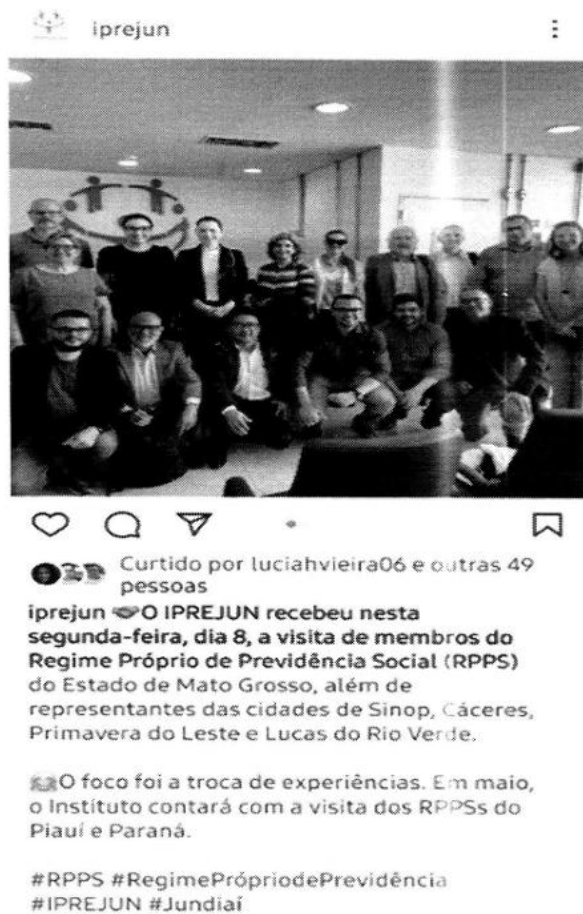 iprejun
Curtido por luciahvieira06 e outras 49
pessoas
iprejun 🤝O IPREJUN recebeu nesta
segunda-feira, dia 8, a visita de membros do
Regime Próprio de Previdência Social (RPPS)
do Estado de Mato Grosso, além de
representantes das cidades de Sinop, Cáceres,
Primavera do Leste e Lucas do Rio Verde.
O foco foi a troca de experiências. Em maio,
o Instituto contará com a visita dos RPPSs do
Piauí e Paraná.
#RPPS #RegimePrópriodePrevidência
#IPREJUN #Jundiaí